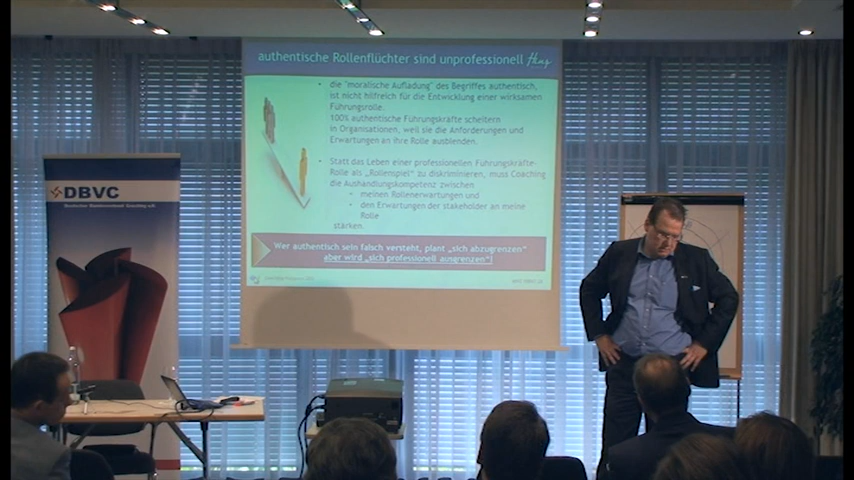 authentische Rollenflüchter sind unprofessionell
die "moralische Aufladung" des Begriffes authentisch,
ist nicht hilfreich für die Entwicklung einer wirksamen
Führungsrolle.
100% authentische Führungskräfte scheitern
in Organisationen, weil sie die Anforderungen und
Erwartungen an ihre Rolle ausblenden.
Statt das Leben einer professionellen Führungskräfte-
Rolle als „Rollenspiel" zu diskriminieren, muss Coaching
die Aushandlungskompetenz zwischen
– meinen Rollenerwartungen und
– den Erwartungen der stakeholder an meine
Rolle
stärken.
Wer authentisch sein falsch versteht, plant „sich abzugrenzen"
aber wird „sich professionell ausgrenzen"
DBVC
Deutscher Bundesverband Coaching e.V.